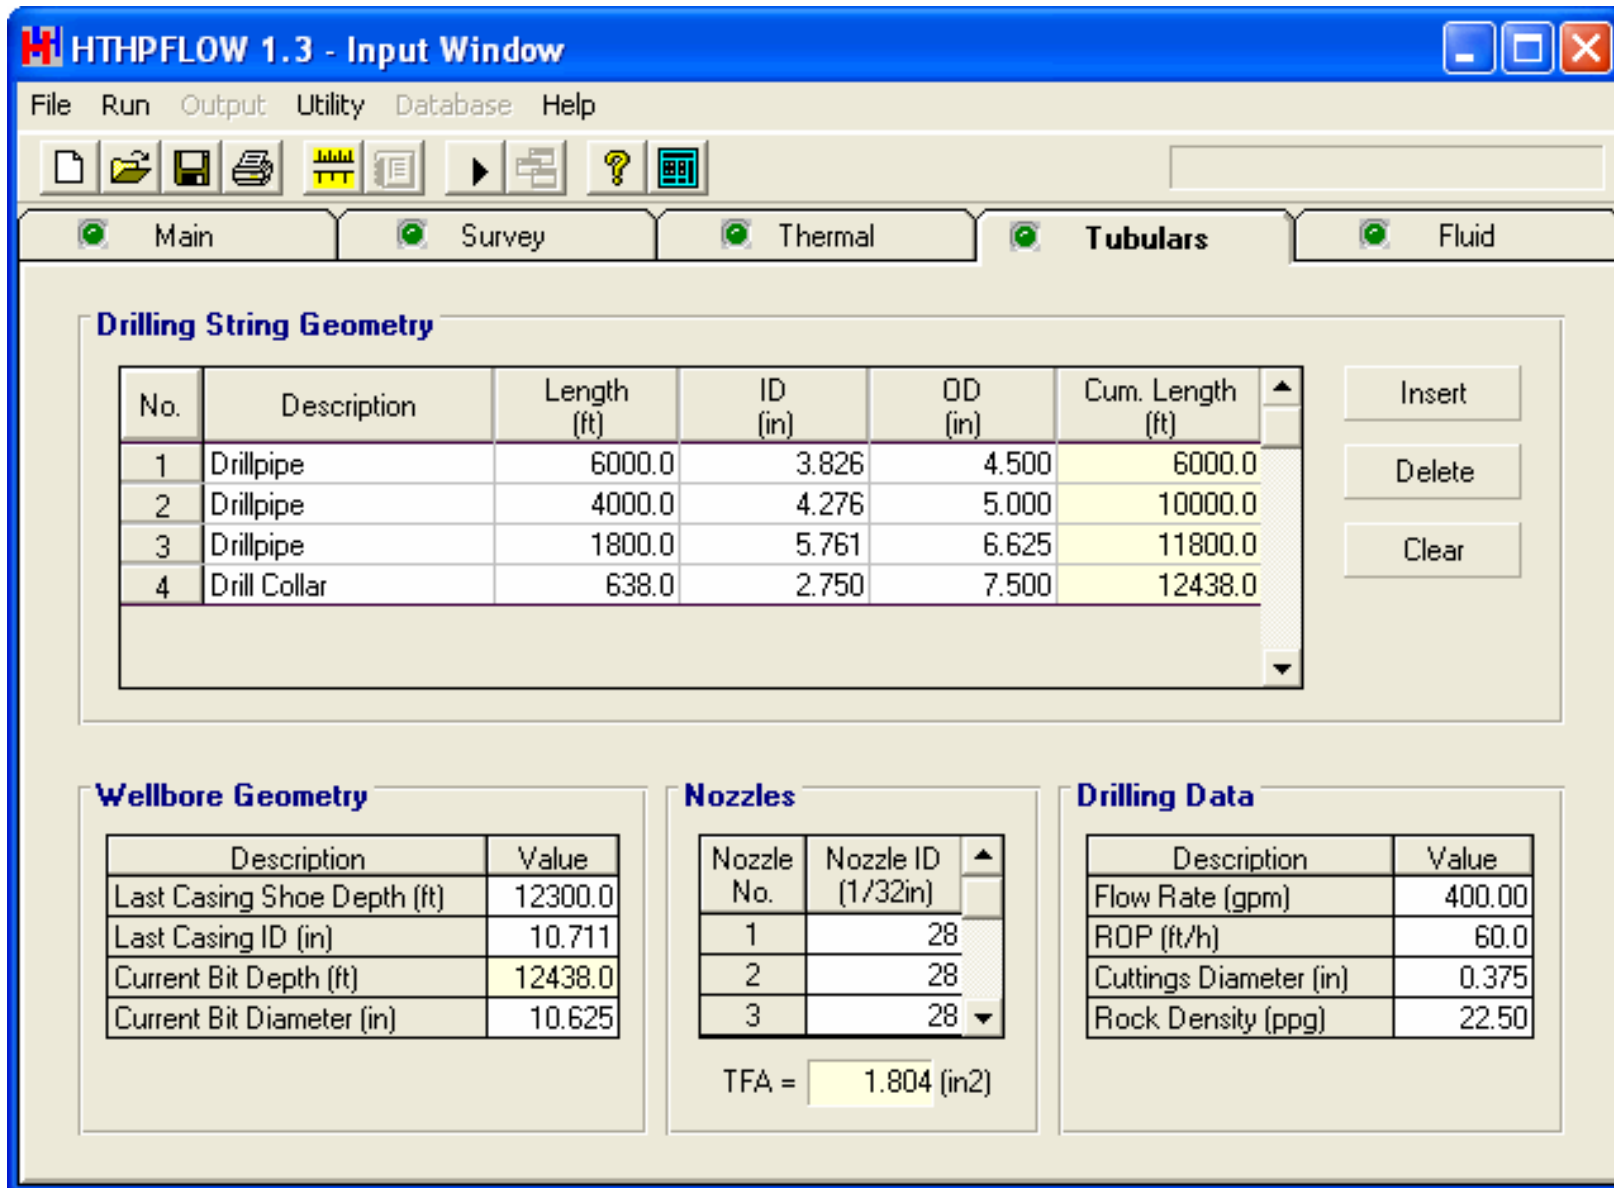 HTHPFLOW 1.3 - Input Window
File Run Output Utility Database Help
Main Survey Thermal Tubulars Fluid
Drilling String Geometry
No. Description Length (ft) ID (in) OD (in) Cum. Length (ft)
1 Drillpipe 6000.0 3.826 4.500 6000.0
2 Drillpipe 4000.0 4.276 5.000 10000.0
3 Drillpipe 1800.0 5.761 6.625 11800.0
4 Drill Collar 638.0 2.750 7.500 12438.0
Insert
Delete
Clear
Wellbore Geometry
Description Value
Last Casing Shoe Depth (ft) 12300.0
Last Casing ID (in) 10.711
Current Bit Depth (ft) 12438.0
Current Bit Diameter (in) 10.625
Nozzles
Nozzle No. Nozzle ID (1/32in)
1 28
2 28
3 28
TFA = 1.804 (in2)
Drilling Data
Description Value
Flow Rate (gpm) 400.00
ROP (ft/h) 60.0
Cuttings Diameter (in) 0.375
Rock Density (ppg) 22.50